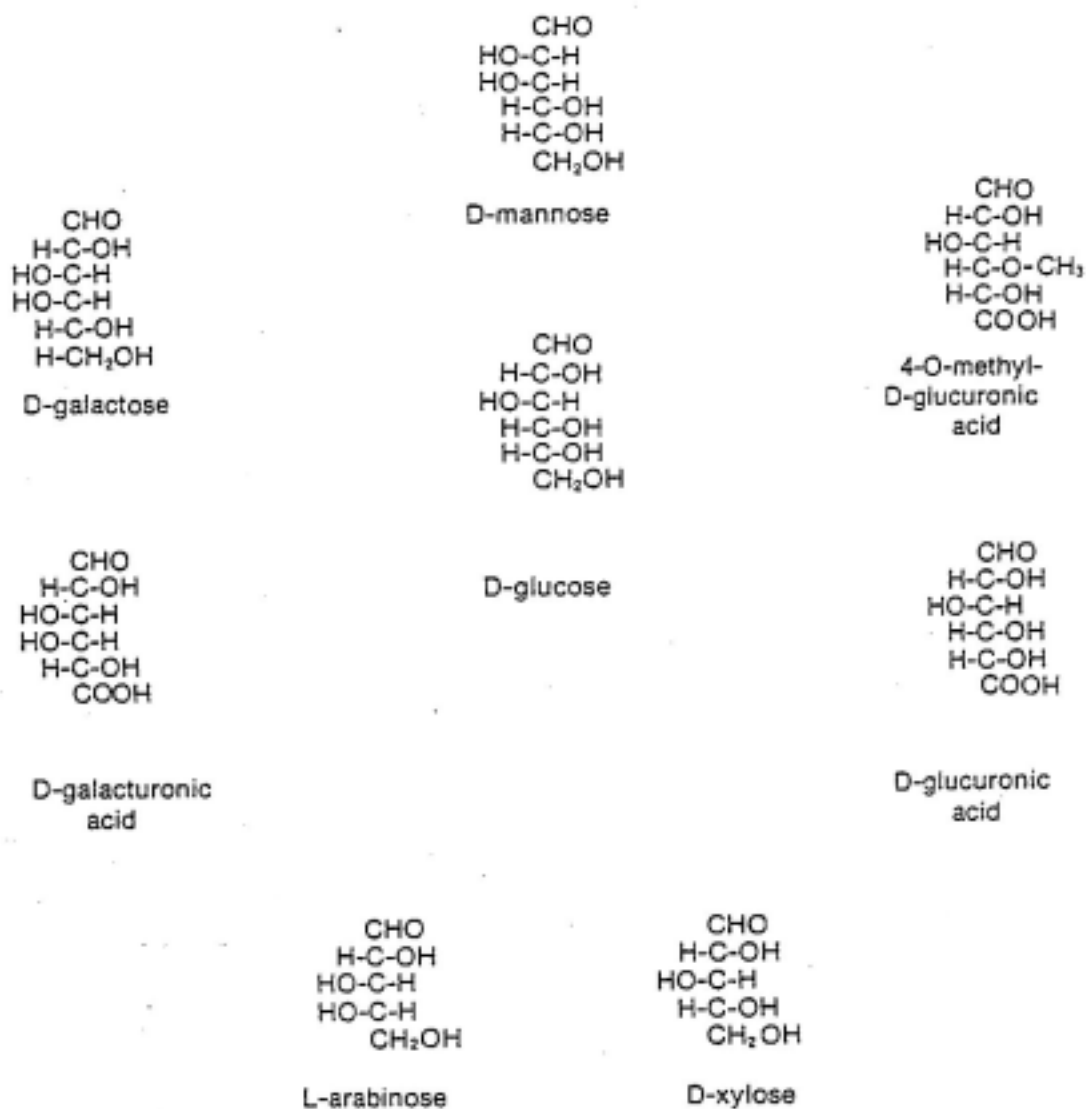 CHO
HO-C-H
HO-C-H
H-C-OH
H-C-OH
CH₂OH
D-mannose
CHO
H-C-OH
HO-C-H
HO-C-H
H-C-OH
H-CH₂OH
D-galactose
CHO
H-C-OH
HO-C-H
H-C-O-CH₃
H-C-OH
COOH
4-O-methyl-
D-glucuronic
acid
CHO
H-C-OH
HO-C-H
H-C-OH
H-C-OH
CH₂OH
D-glucose
CHO
H-C-OH
HO-C-H
HO-C-H
H-C-OH
COOH
D-galacturonic
acid
CHO
H-C-OH
HO-C-H
H-C-OH
H-C-OH
COOH
D-glucuronic
acid
CHO
H-C-OH
HO-C-H
HO-C-H
CH₂OH
L-arabinose
CHO
H-C-OH
HO-C-H
H-C-OH
CH₂OH
D-xylose